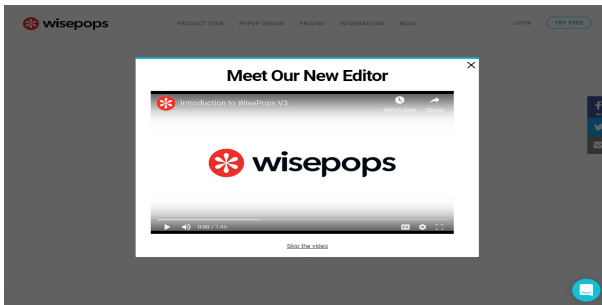 wisepops
PRODUCT TOUR POPUP DESIGN PRICING INTEGRATIONS BLOG
LOGIN TRY FREE
Meet Our New Editor
Introduction to WisePops V3
Watch later Share
wisepops
0:00 / 1:45
Skip the video